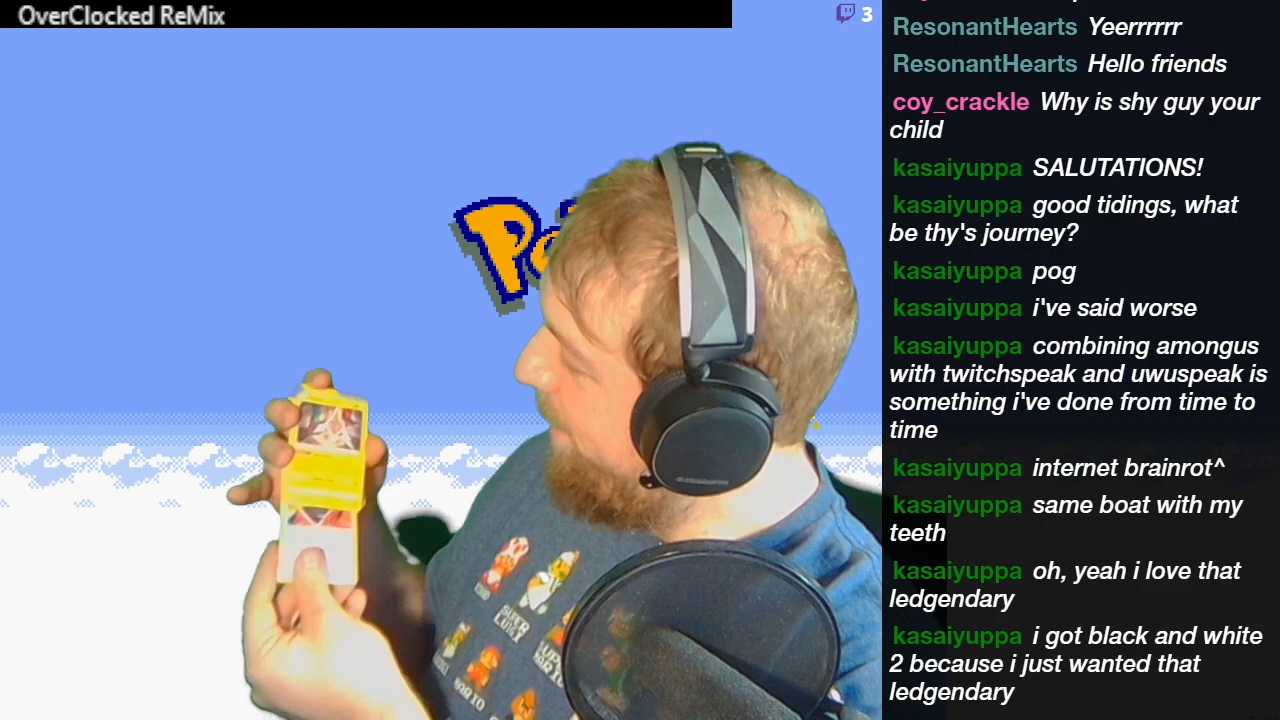 OverClocked ReMix
3
ResonantHearts Yeerrrrrr
ResonantHearts Hello friends
coy_crackle Why is shy guy your
child
kasaiyuppa SALUTATIONS!
kasaiyuppa good tidings, what
be thy's journey?
kasaiyuppa pog
kasaiyuppa i've said worse
kasaiyuppa combining amongus
with twitchspeak and uwuspeak is
something i've done from time to
time
kasaiyuppa internet brainrot^
kasaiyuppa same boat with my
teeth
kasaiyuppa oh, yeah i love that
ledgendary
kasaiyuppa i got black and white
2 because i just wanted that
ledgendary
SUPER
LUIGI
MARIO